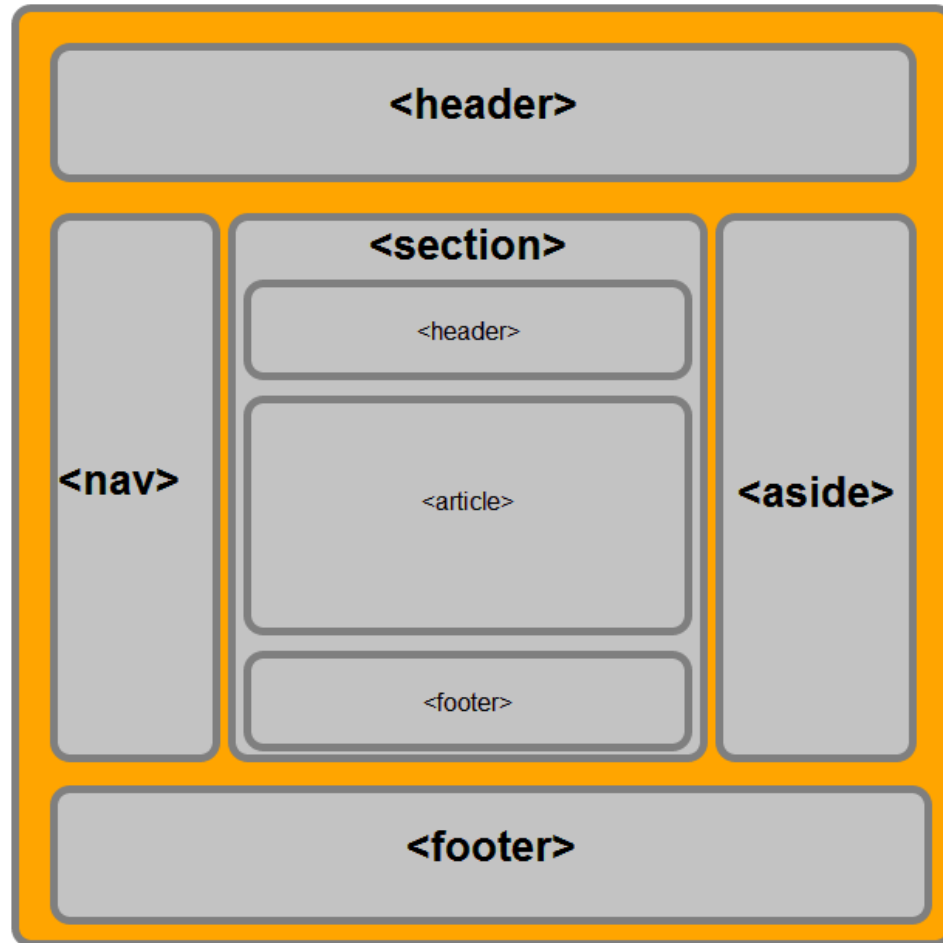 <header>
<section>
<header>
<nav>
<article>
<aside>
<footer>
<footer>